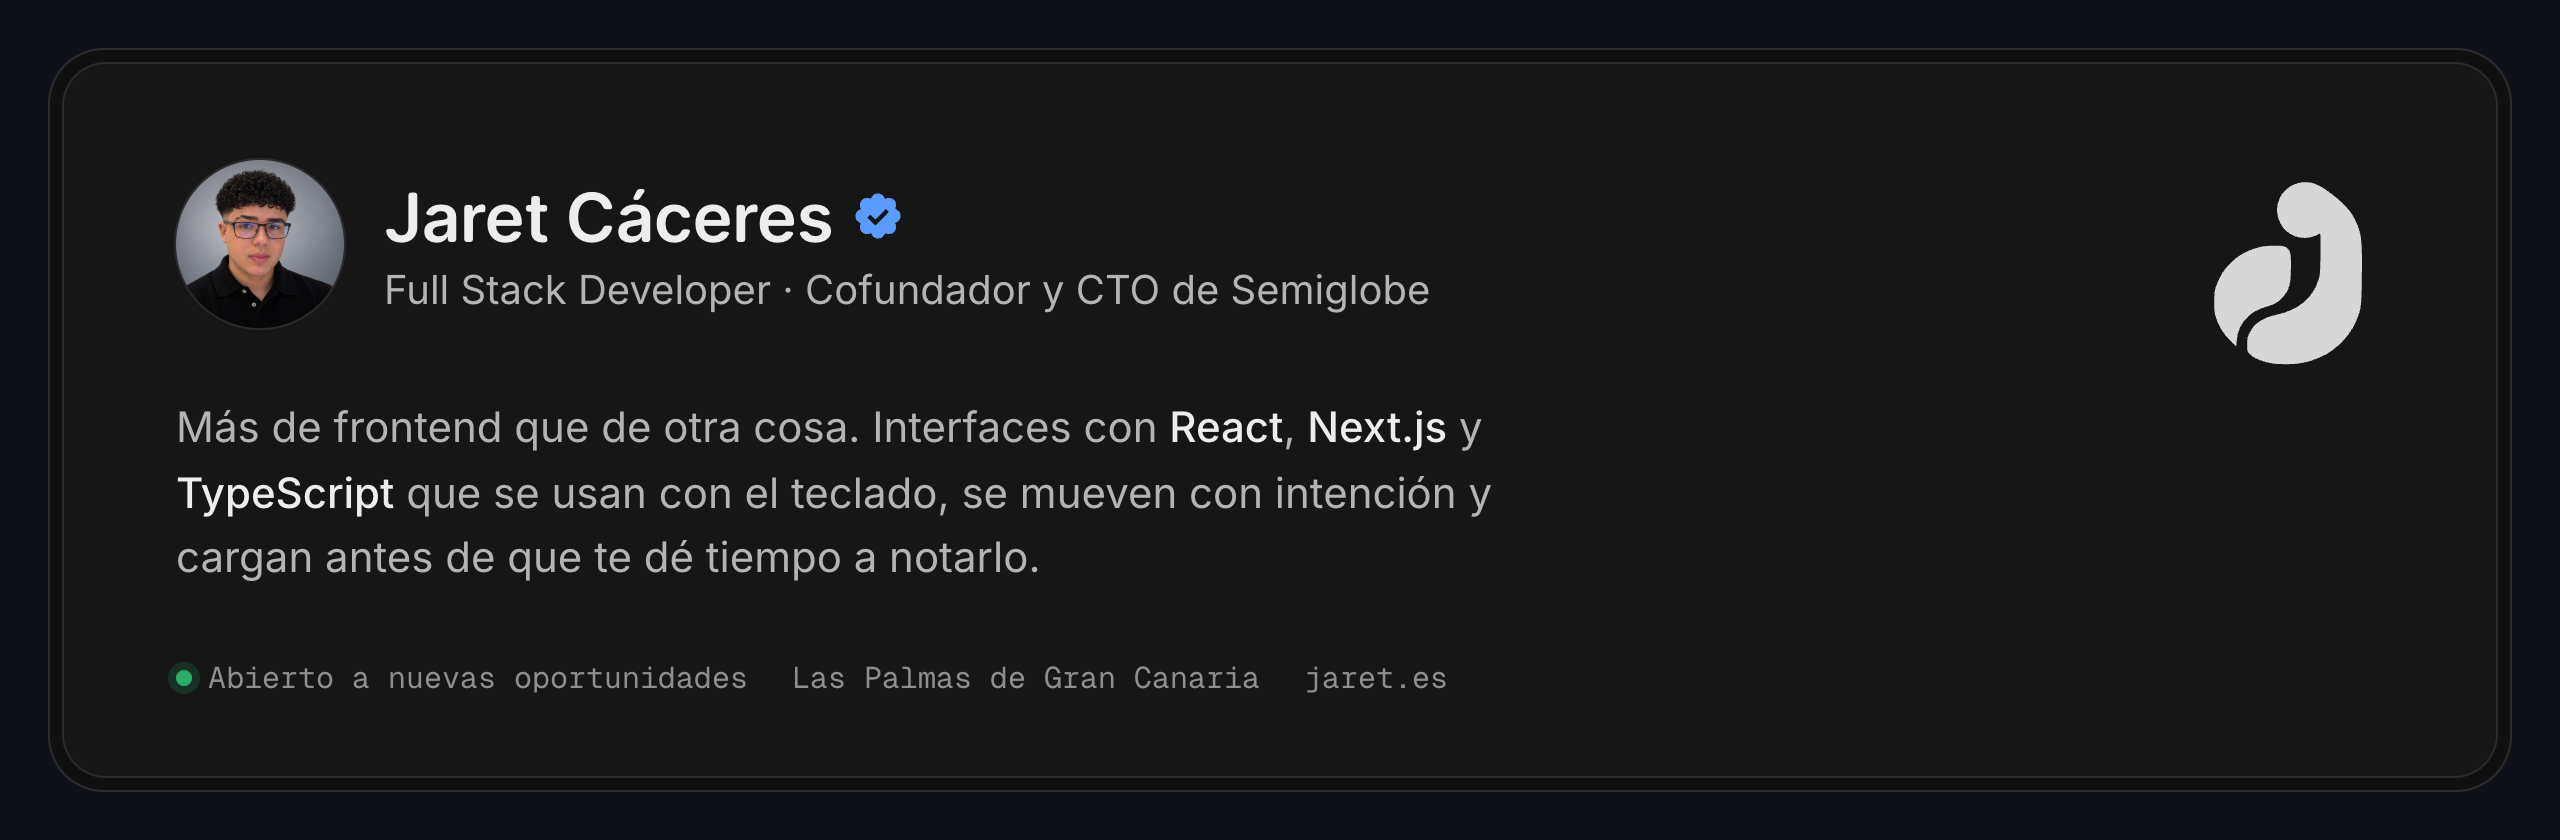 Jaret Cáceres
Full Stack Developer · Cofundador y CTO de Semiglobe
Más de frontend que de otra cosa. Interfaces con React, Next.js y
TypeScript que se usan con el teclado, se mueven con intención y
cargan antes de que te dé tiempo a notarlo.
Abierto a nuevas oportunidades Las Palmas de Gran Canaria jaret.es